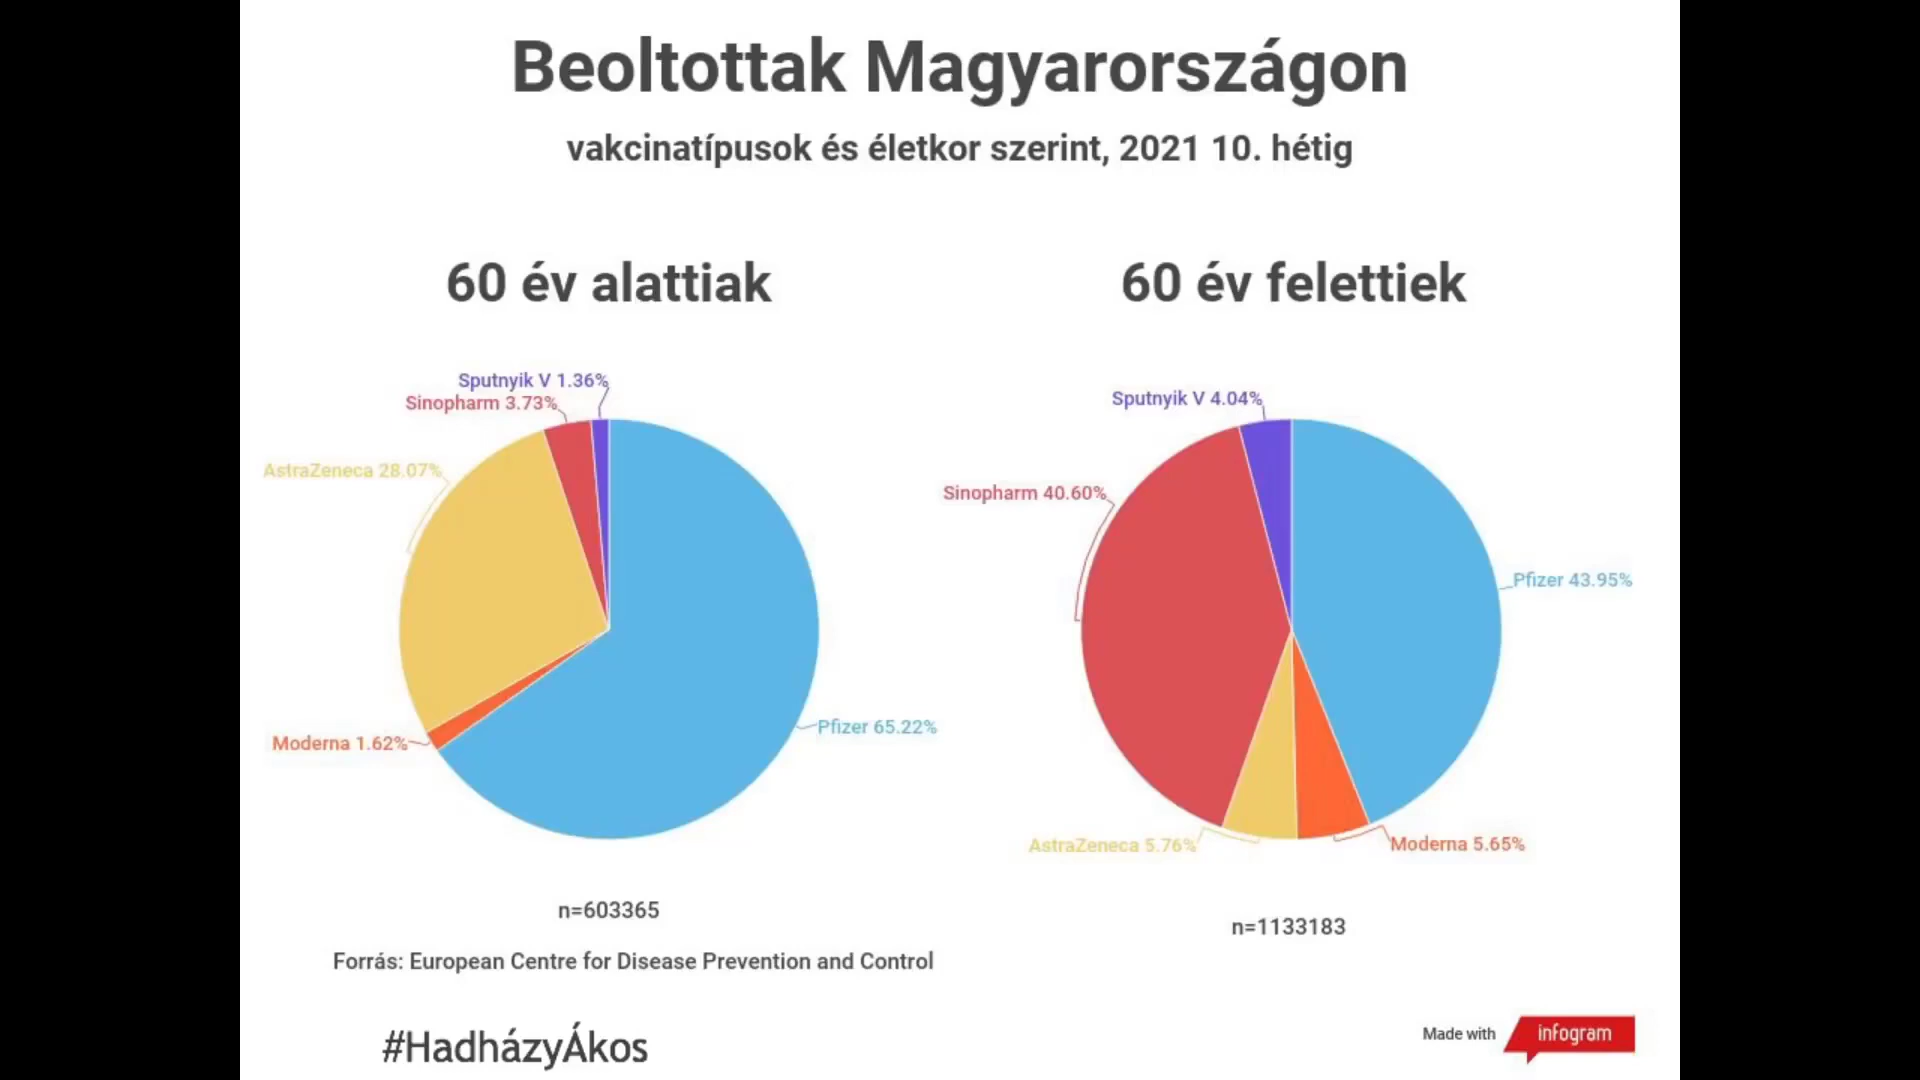 Beoltottak Magyarországon
vakcinatípusok és életkor szerint, 2021 10. hétig
60 év alattiak
Sputnyik V 1.36%
Sinopharm 3.73%
AstraZeneca 28.07%
Moderna 1.62%
Pfizer 65.22%
n=603365
60 év felettiek
Sputnyik V 4.04%
Sinopharm 40.60%
Pfizer 43.95%
AstraZeneca 5.76%
Moderna 5.65%
n=1133183
Forrás: European Centre for Disease Prevention and Control
#HadházyÁkos
Made with infogram